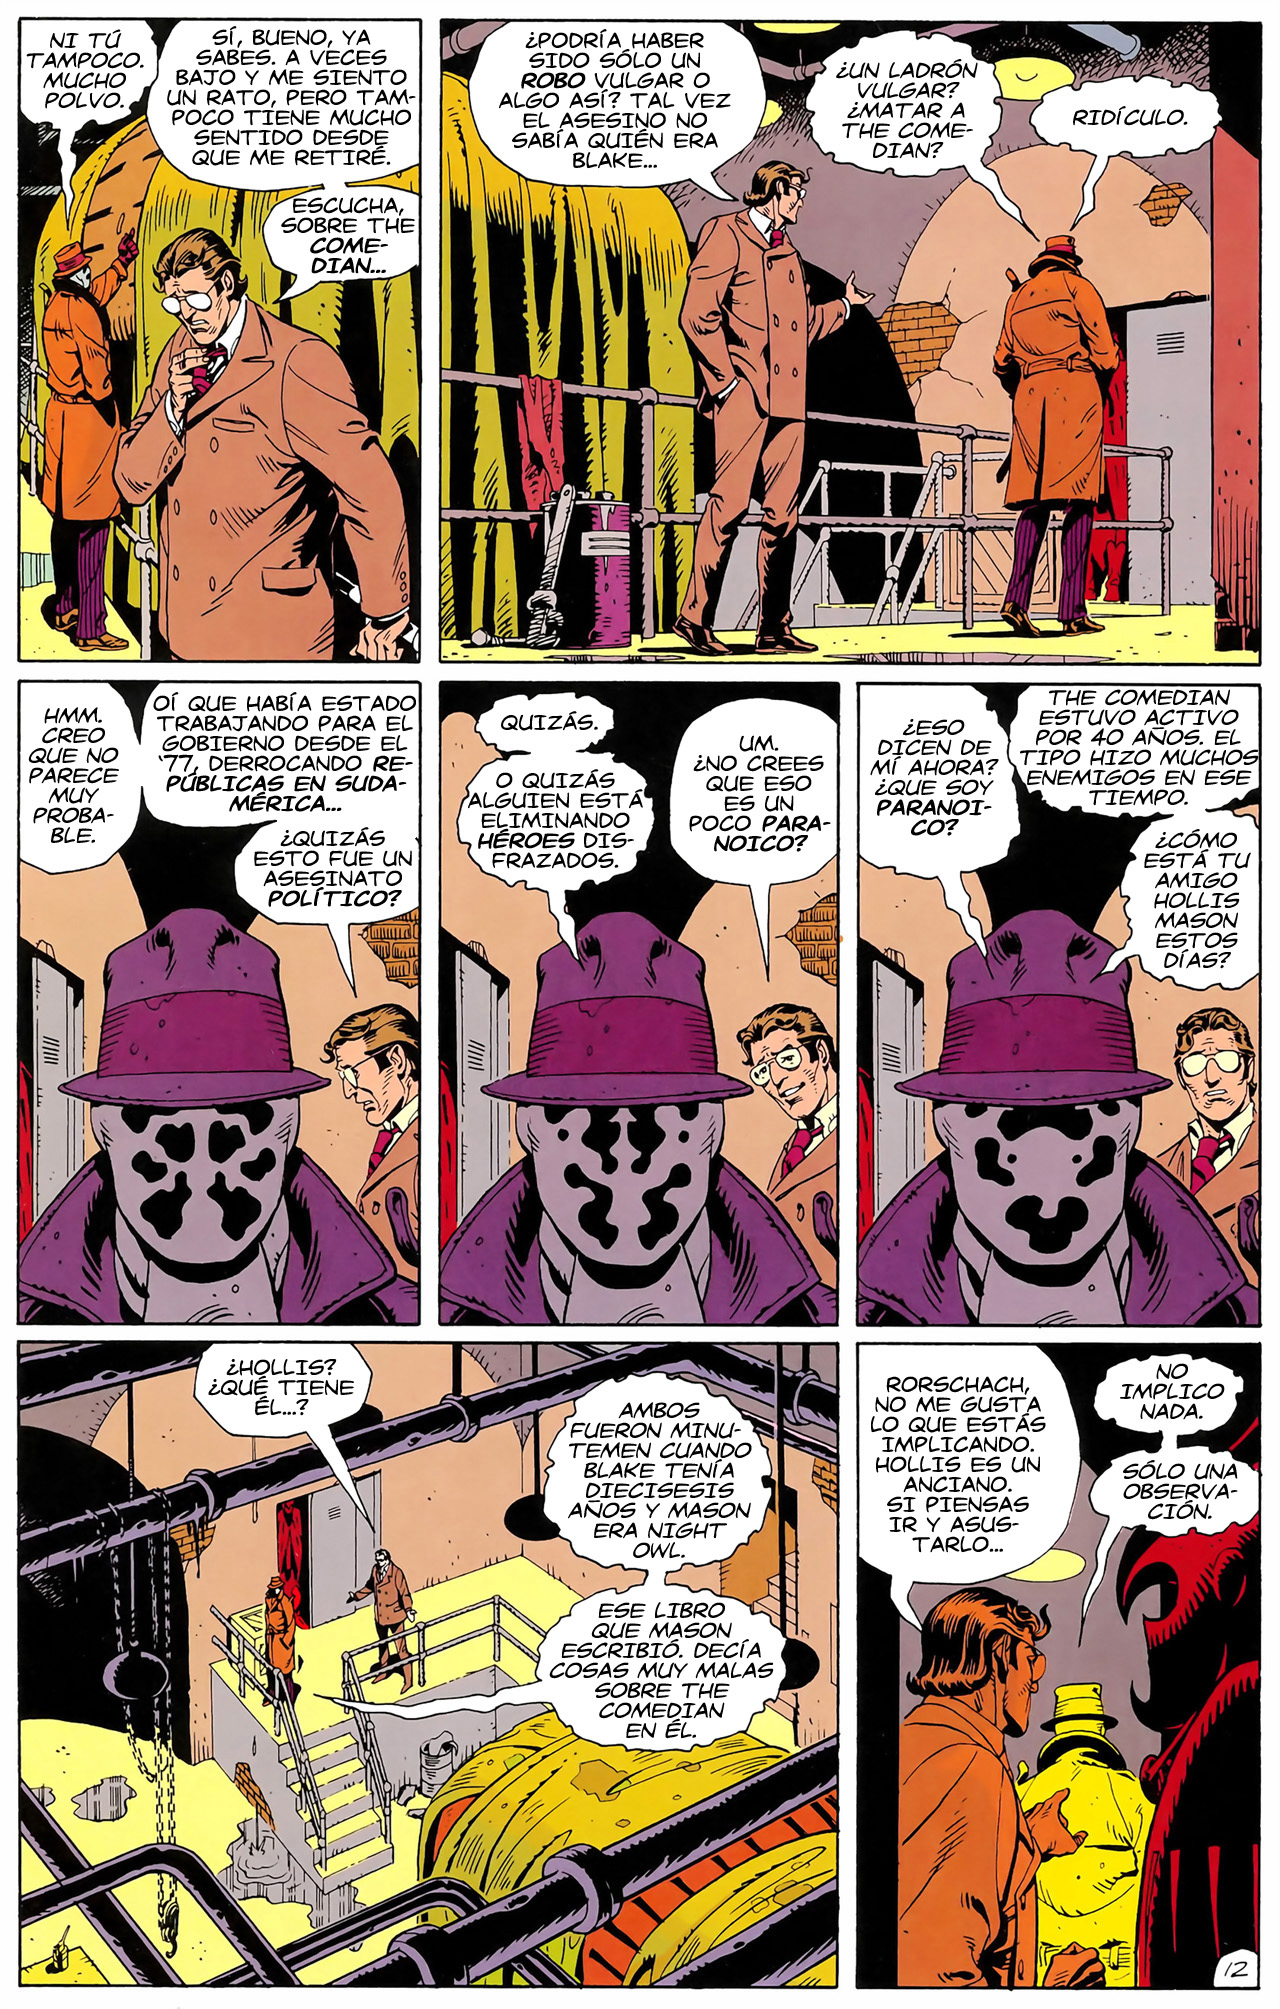 NI TÚ
TAMPOCO.
MUCHO
POLVO.
SÍ, BUENO, YA
SABES. A VECES
BAJO Y ME SIENTO
UN RATO, PERO TAM-
POCO TIENE MUCHO
SENTIDO DESDE
QUE ME RETIRÉ.
ESCUCHA,
SOBRE THE
COME-
DIAN...
¿PODRÍA HABER
SIDO SÓLO UN
ROBO VULGAR O
ALGO ASÍ? TAL VEZ
EL ASESINO NO
SABÍA QUIÉN ERA
BLAKE...
¿UN LADRÓN
VULGAR?
¿MATAR A
THE COME-
DIAN?
RIDÍCULO.
HMM.
CREO
QUE NO
PARECE
MUY
PROBA-
BLE.
OÍ QUE HABÍA ESTADO
TRABAJANDO PARA EL
GOBIERNO DESDE EL
'77, DERROCANDO RE-
PÚBLICAS EN SUDA-
MÉRICA...
¿QUIZÁS
ESTO FUE UN
ASESINATO
POLÍTICO?
QUIZÁS.
O QUIZÁS
ALGUIEN ESTÁ
ELIMINANDO
HÉROES DIS-
FRAZADOS.
UM.
¿NO CREES
QUE ESO
ES UN
POCO PARA-
NOICO?
¿ESO
DICEN DE
MÍ AHORA?
¿QUE SOY
PARANOI-
CO?
THE COMEDIAN
ESTUVO ACTIVO
POR 40 AÑOS. EL
TIPO HIZO MUCHOS
ENEMIGOS EN ESE
TIEMPO.
¿CÓMO
ESTÁ TU
AMIGO
HOLLIS
MASON
ESTOS
DÍAS?
¿HOLLIS?
¿QUÉ TIENE
ÉL...?
AMBOS
FUERON MINU-
TEMEN CUANDO
BLAKE TENÍA
DIECISESIS
AÑOS Y MASON
ERA NIGHT
OWL.
ESE LIBRO
QUE MASON
ESCRIBIÓ. DECÍA
COSAS MUY MALAS
SOBRE THE
COMEDIAN
EN ÉL.
RORSCHACH,
NO ME GUSTA
LO QUE ESTÁS
IMPLICANDO.
HOLLIS ES UN
ANCIANO.
SI PIENSAS
IR Y ASUS-
TARLO...
NO
IMPLICO
NADA.
SÓLO UNA
OBSERVA-
CIÓN.
12